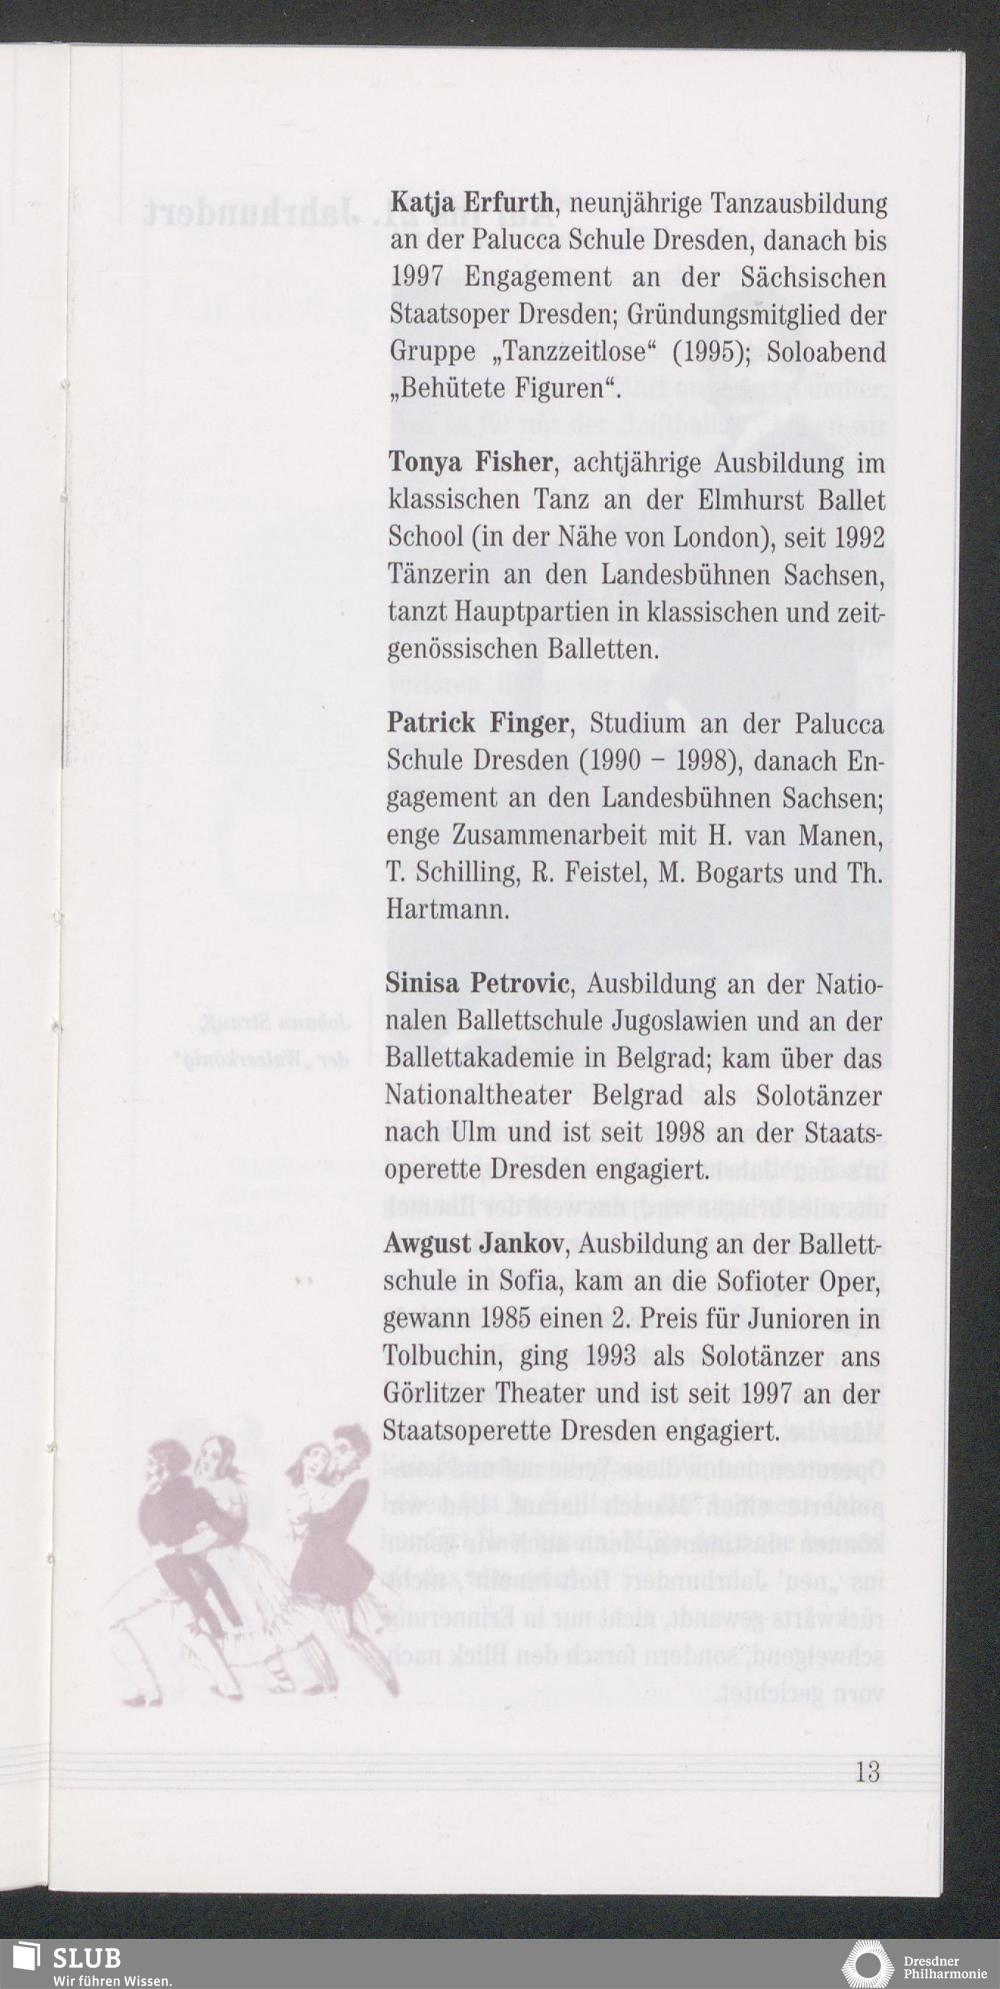 Katja Erfurth, neunjährige Tanzausbildung
an der Palucca Schule Dresden, danach bis
1997 Engagement an der Sächsischen
Staatsoper Dresden; Gründungsmitglied der
Gruppe „Tanzzeitlose“ (1995); Soloabend
„Behütete Figuren“.
Tonya Fisher, achtjährige Ausbildung im
klassischen Tanz an der Elmhurst Ballet
School (in der Nähe von London), seit 1992
Tänzerin an den Landesbühnen Sachsen,
tanzt Hauptpartien in klassischen und zeit-
genössischen Balletten.
Patrick Finger, Studium an der Palucca
Schule Dresden (1990 – 1998), danach En-
gagement an den Landesbühnen Sachsen;
enge Zusammenarbeit mit H. van Manen,
T. Schilling, R. Feistel, M. Bogarts und Th.
Hartmann.
Sinisa Petrovic, Ausbildung an der Natio-
nalen Ballettschule Jugoslawien und an der
Ballettakademie in Belgrad; kam über das
Nationaltheater Belgrad als Solotänzer
nach Ulm und ist seit 1998 an der Staats-
operette Dresden engagiert.
Awgust Jankov, Ausbildung an der Ballett-
schule in Sofia, kam an die Sofioter Oper,
gewann 1985 einen 2. Preis für Junioren in
Tolbuchin, ging 1993 als Solotänzer ans
Görlitzer Theater und ist seit 1997 an der
Staatsoperette Dresden engagiert.
13
SLUB
Wir führen Wissen.
Dresdner
Philharmonie